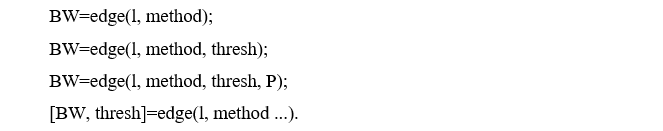 BW=edge(l, method);
BW=edge(l, method, thresh);
BW=edge(l, method, thresh, P);
[BW, thresh]=edge(l, method ...).